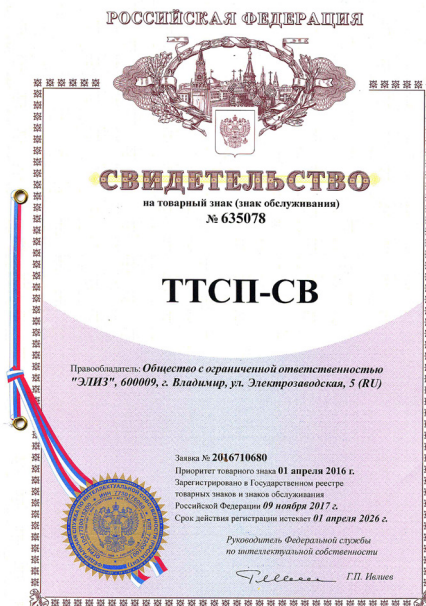 РОССИЙСКАЯ ФЕДЕРАЦИЯ
СВИДЕТЕЛЬСТВО
на товарный знак (знак обслуживания)
№ 635078
ТТСП-СВ
Правообладатель: Общество с ограниченной ответственностью
"ЭЛИЗ", 600009, г. Владимир, ул. Электрозаводская, 5 (RU)
Заявка № 2016710680
Приоритет товарного знака 01 апреля 2016 г.
Зарегистрировано в Государственном реестре
товарных знаков и знаков обслуживания
Российской Федерации 09 ноября 2017 г.
Срок действия регистрации истекает 01 апреля 2026 г.
Руководитель Федеральной службы
по интеллектуальной собственности
Г.П. Ивлиев